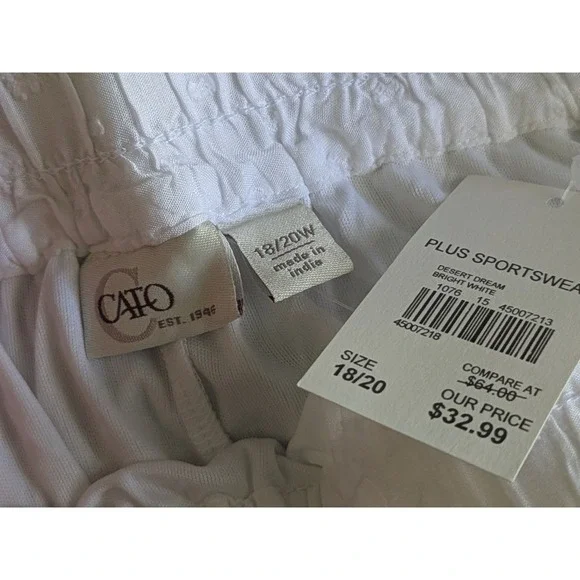 C
CATO
EST. 1946
18/20W
made in
india
PLUS SPORTSWEA
DESERT DREAM
BRIGHT WHITE
1076 15 45007213
45007218
SIZE
18/20
COMPARE AT
$64.00
OUR PRICE
$32.99